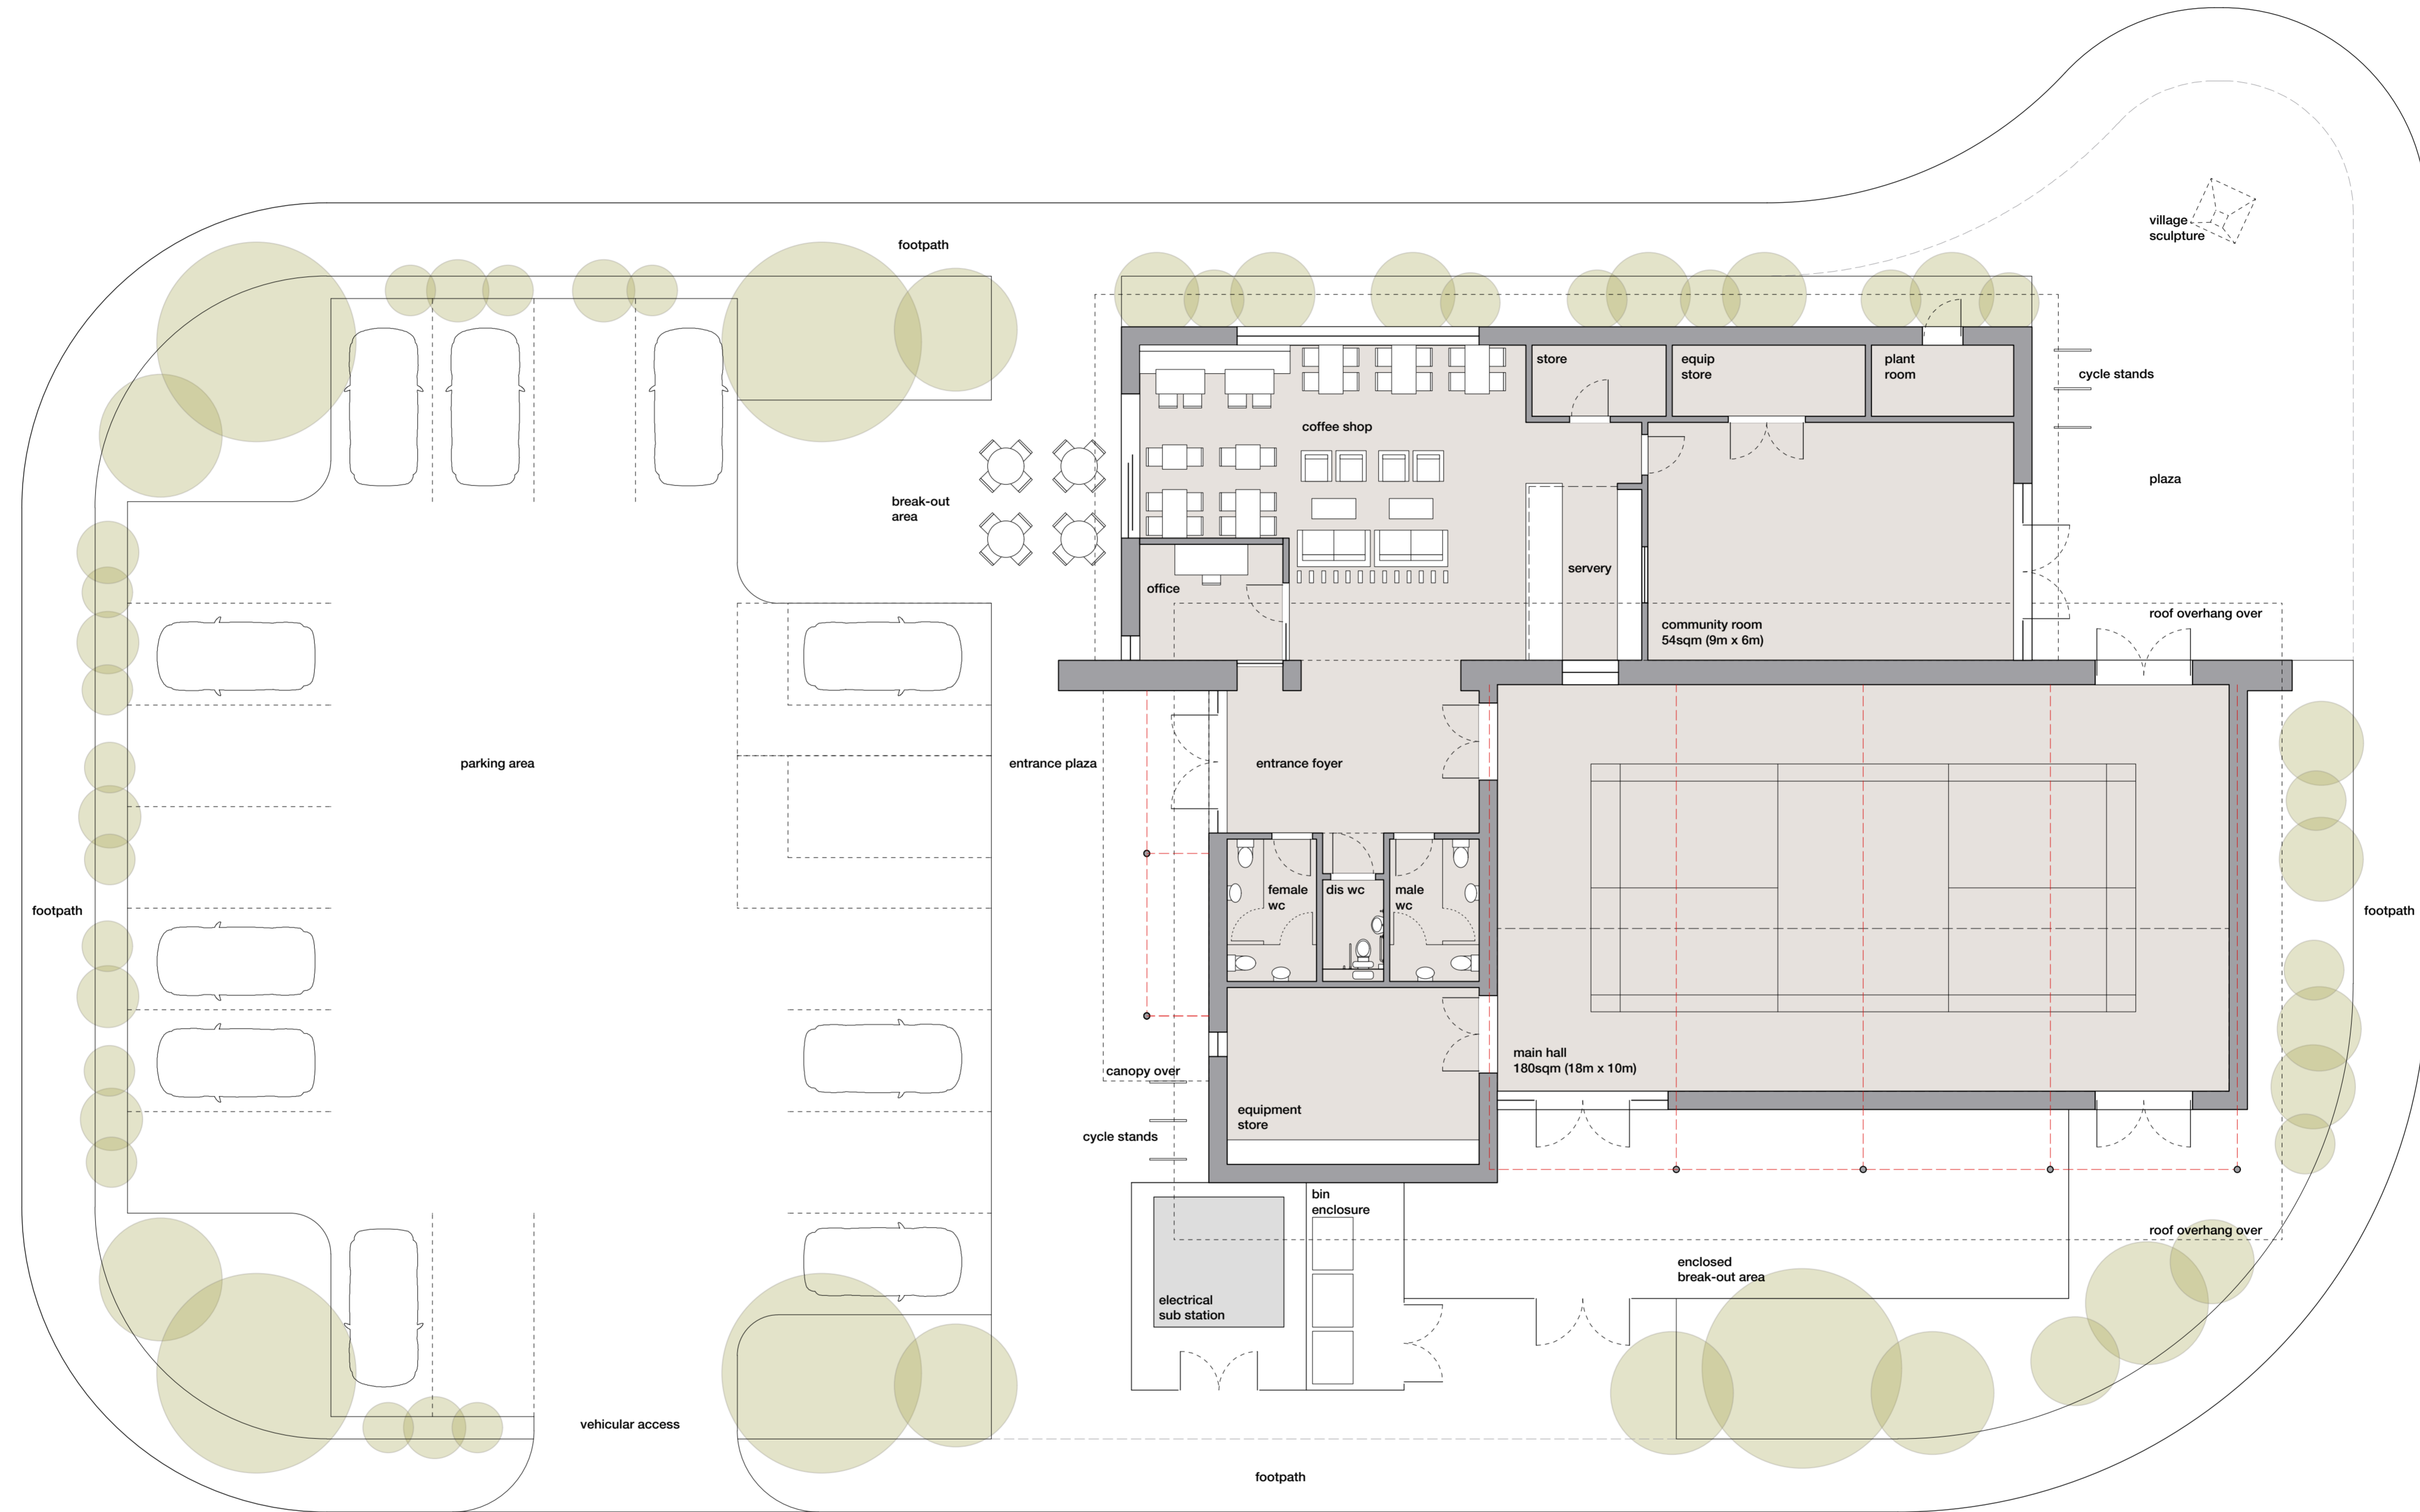 footpath
village
sculpture
store
equip
store
plant
room
cycle stands
coffee shop
plaza
break-out
area
servery
office
roof overhang over
community room
54sqm (9m x 6m)
parking area
entrance plaza
entrance foyer
female
wc
dis wc
male
wc
footpath
footpath
main hall
180sqm (18m x 10m)
canopy over
equipment
store
cycle stands
bin
enclosure
roof overhang over
enclosed
break-out area
electrical
sub station
vehicular access
footpath